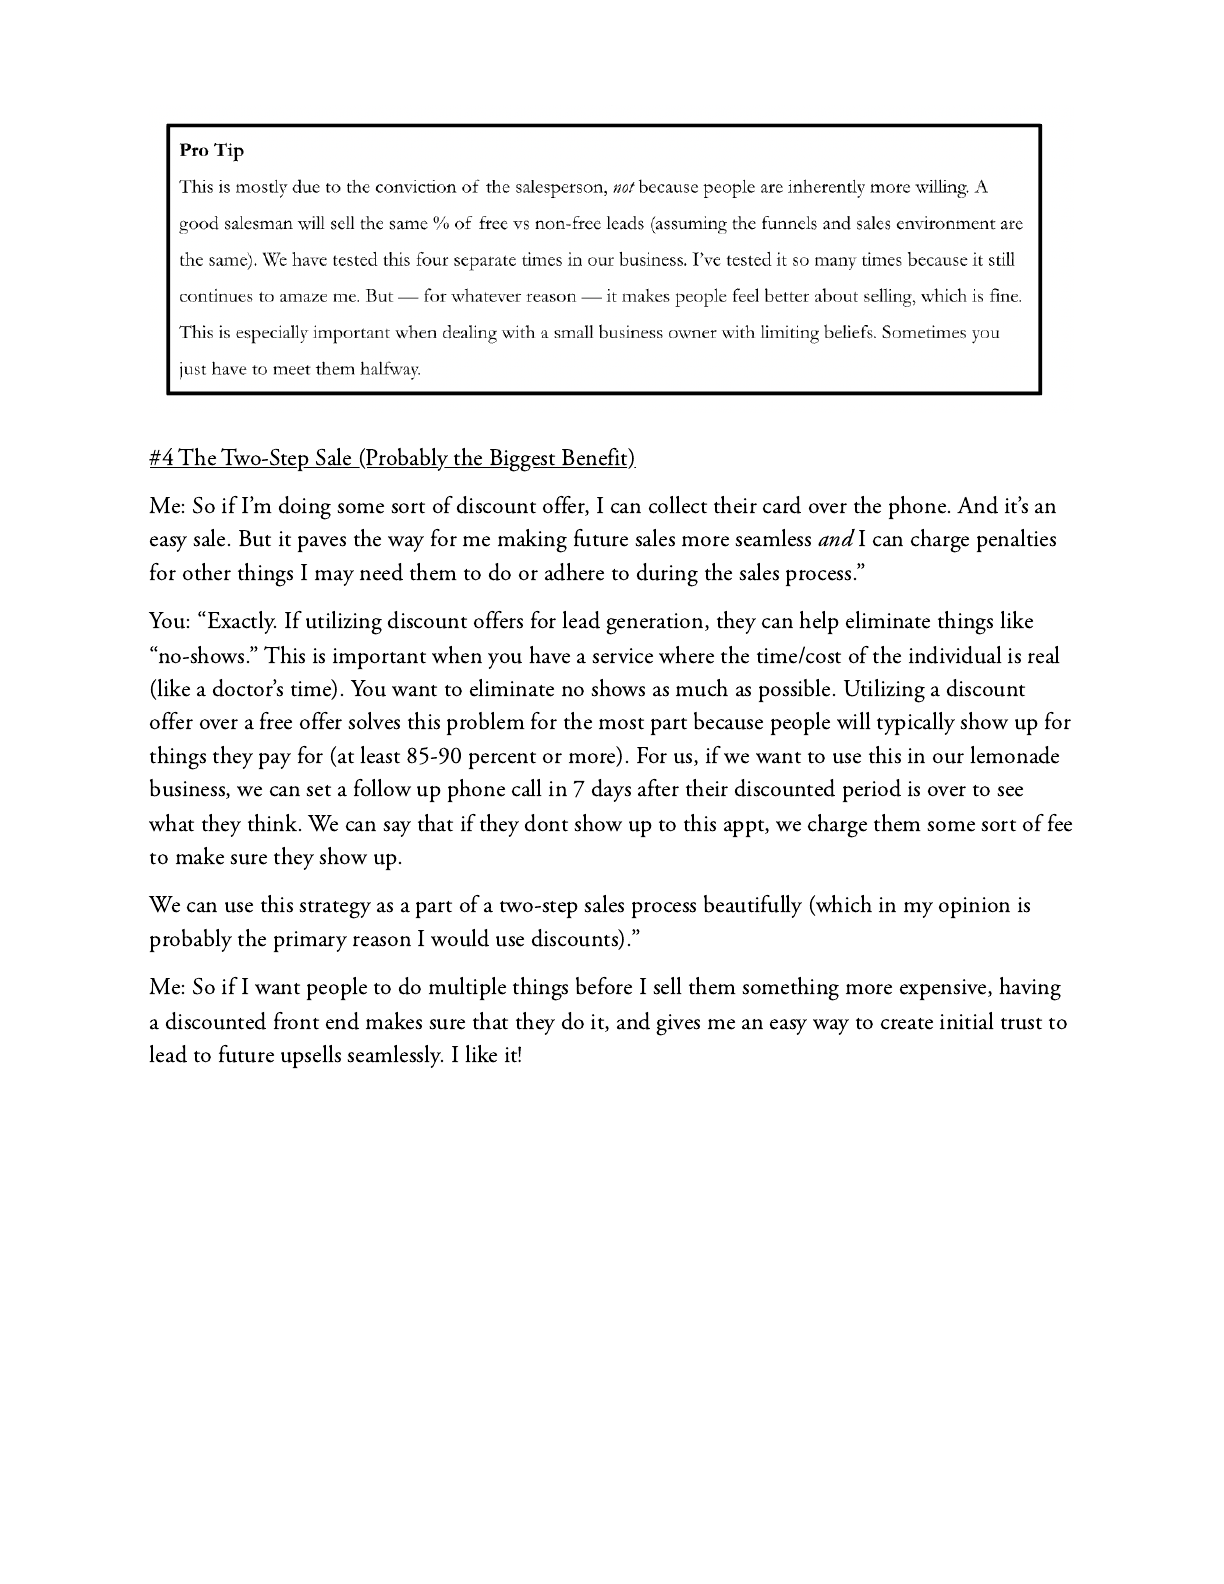 Pro Tip
This is mostly due to the conviction of the salesperson, not because people are inherently more willing. A
good salesman will sell the same % of free vs non-free leads (assuming the funnels and sales environment are
the same). We have tested this four separate times in our business. I’ve tested it so many times because it still
continues to amaze me. But — for whatever reason — it makes people feel better about selling, which is fine.
This is especially important when dealing with a small business owner with limiting beliefs. Sometimes you
just have to meet them halfway.
#4 The Two-Step Sale (Probably the Biggest Benefit)
Me: So if I’m doing some sort of discount offer, I can collect their card over the phone. And it’s an
easy sale. But it paves the way for me making future sales more seamless and I can charge penalties
for other things I may need them to do or adhere to during the sales process.”
You: “Exactly. If utilizing discount offers for lead generation, they can help eliminate things like
“no-shows.” This is important when you have a service where the time/cost of the individual is real
(like a doctor’s time). You want to eliminate no shows as much as possible. Utilizing a discount
offer over a free offer solves this problem for the most part because people will typically show up for
things they pay for (at least 85-90 percent or more). For us, if we want to use this in our lemonade
business, we can set a follow up phone call in 7 days after their discounted period is over to see
what they think. We can say that if they dont show up to this appt, we charge them some sort of fee
to make sure they show up.
We can use this strategy as a part of a two-step sales process beautifully (which in my opinion is
probably the primary reason I would use discounts).”
Me: So if I want people to do multiple things before I sell them something more expensive, having
a discounted front end makes sure that they do it, and gives me an easy way to create initial trust to
lead to future upsells seamlessly. I like it!